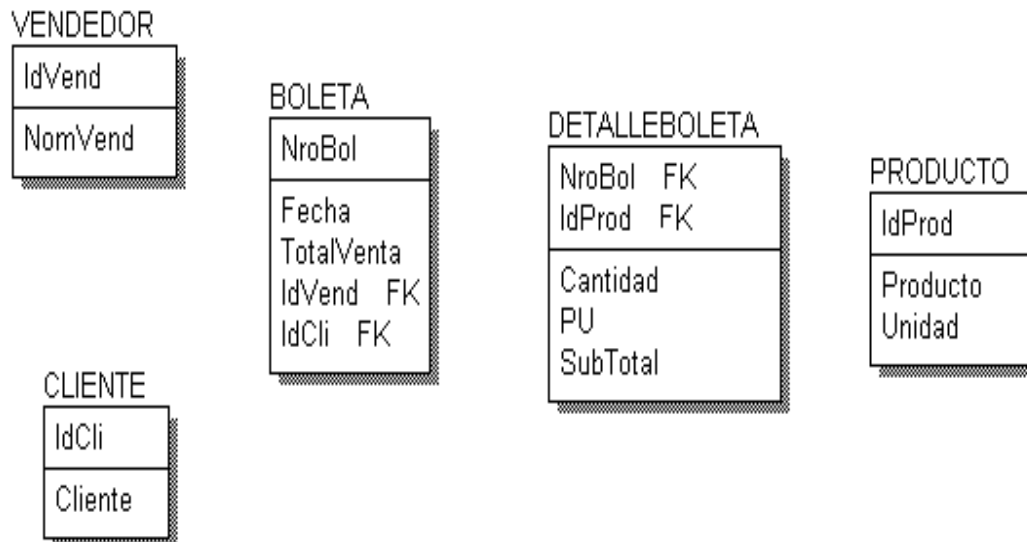 VENDEDOR
IdVend
NomVend
BOLETA
NroBol
Fecha
TotalVenta
IdVend FK
IdCli FK
DETALLEBOLETA
NroBol FK
IdProd FK
Cantidad
PU
SubTotal
PRODUCTO
IdProd
Producto
Unidad
CLIENTE
IdCli
Cliente